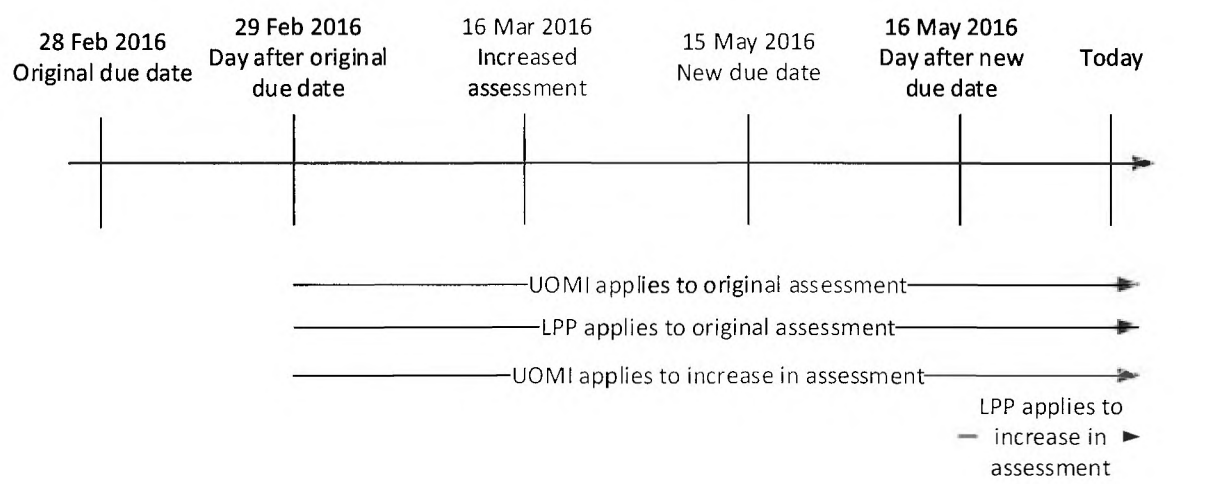 28 Feb 2016
Original due date
29 Feb 2016
Day after original
due date
16 Mar 2016
Increased
assessment
15 May 2016
New due date
16 May 2016
Day after new
due date
Today
UOMI applies to original assessment
LPP applies to original assessment
UOMI applies to increase in assessment
LPP applies to
increase in
assessment